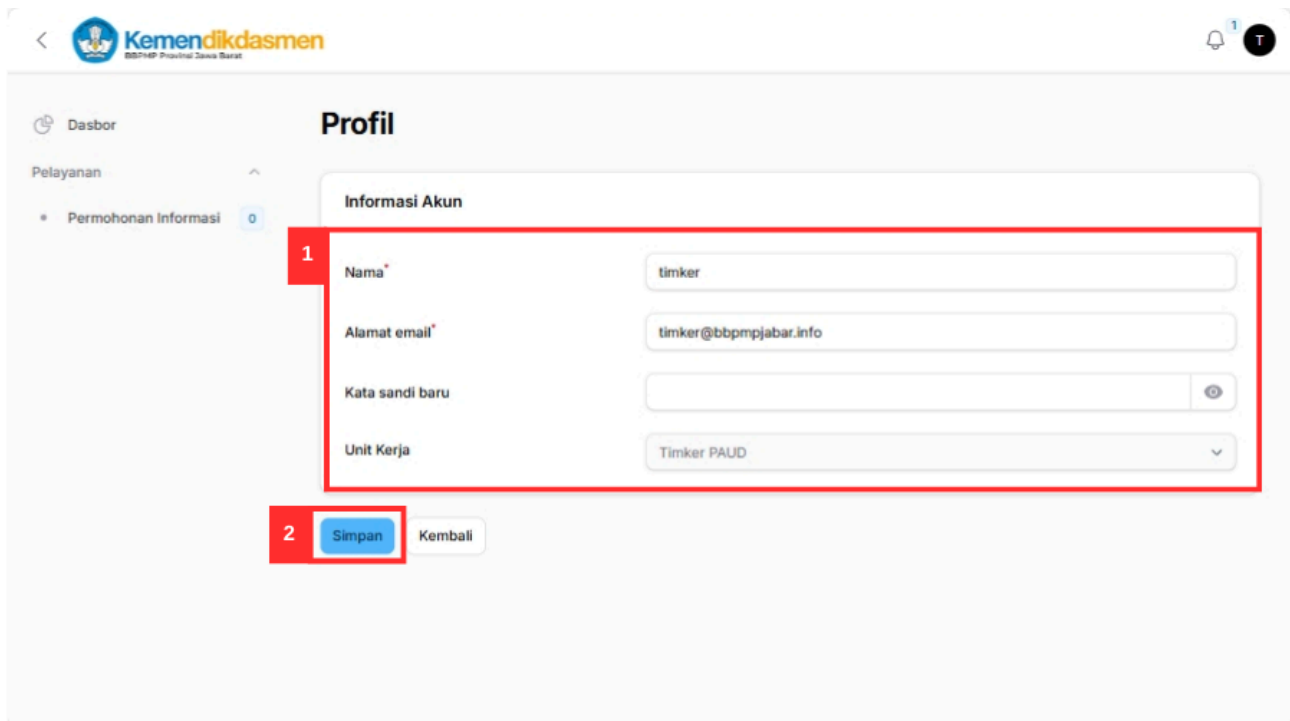 Kemendikdasmen
BBPMP Provinsi Jawa Barat
1
T
Dasbor
Pelayanan
Permohonan Informasi 0
Profil
Informasi Akun
1
Nama*
timker
Alamat email*
timker@bbpmpjabar.info
Kata sandi baru
Unit Kerja
Timker PAUD
2
Simpan
Kembali